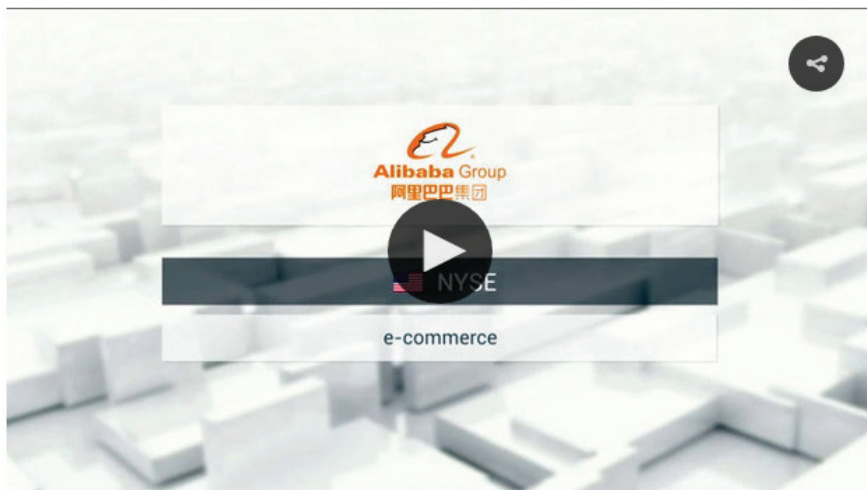 Alibaba Group
阿里巴巴集团
NYSE
e-commerce